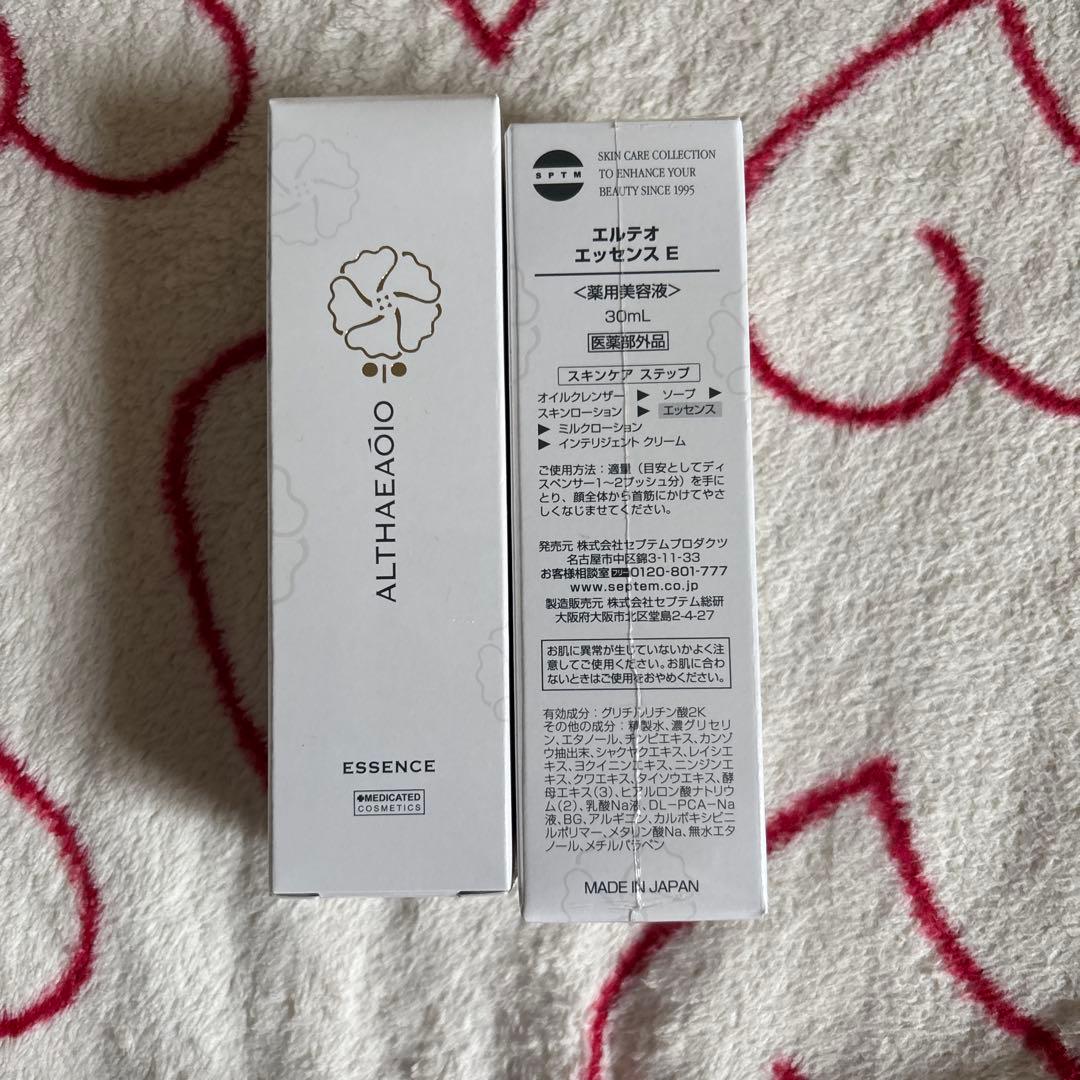 ALTHAEAÓIO
ESSENCE
MEDICATED
COSMETICS
SPTM
SKIN CARE COLLECTION
TO ENHANCE YOUR
BEAUTY SINCE 1995
エルテオ
エッセンス E
<薬用美容液>
30mL
医薬部外品
スキンケア ステップ
オイルクレンザー ▶ ソープ ▶
スキンローション ▶ エッセンス
▶ ミルクローション
▶ インテリジェント クリーム
ご使用方法:適量(目安としてディ
スペンサー1〜2プッシュ分)を手に
とり、顔全体から首筋にかけてやさ
しくなじませてください。
発売元 株式会社セプテムプロダクツ
名古屋市中区錦3-11-33
お客様相談室 フリー 0120-801-777
www.septem.co.jp
製造販売元 株式会社セプテム総研
大阪府大阪市北区堂島2-4-27
お肌に異常が生じていないかよく注
意してご使用ください。お肌に合わ
ないときはご使用をおやめください。
有効成分:グリチルリチン酸2K
その他の成分:精製水、濃グリセリ
ン、エタノール、チンピエキス、カンゾ
ウ抽出末、シャクヤクエキス、レイシエ
キス、ヨクイニンエキス、ニンジンエ
キス、クワエキス、タイソウエキス、酵
母エキス(3)、ヒアルロン酸ナトリウ
ム(2)、乳酸Na液、DL-PCA-Na
液、BG、アルギニン、カルボキシビニ
ルポリマー、メタリン酸Na、無水エタ
ノール、メチルパラベン
MADE IN JAPAN